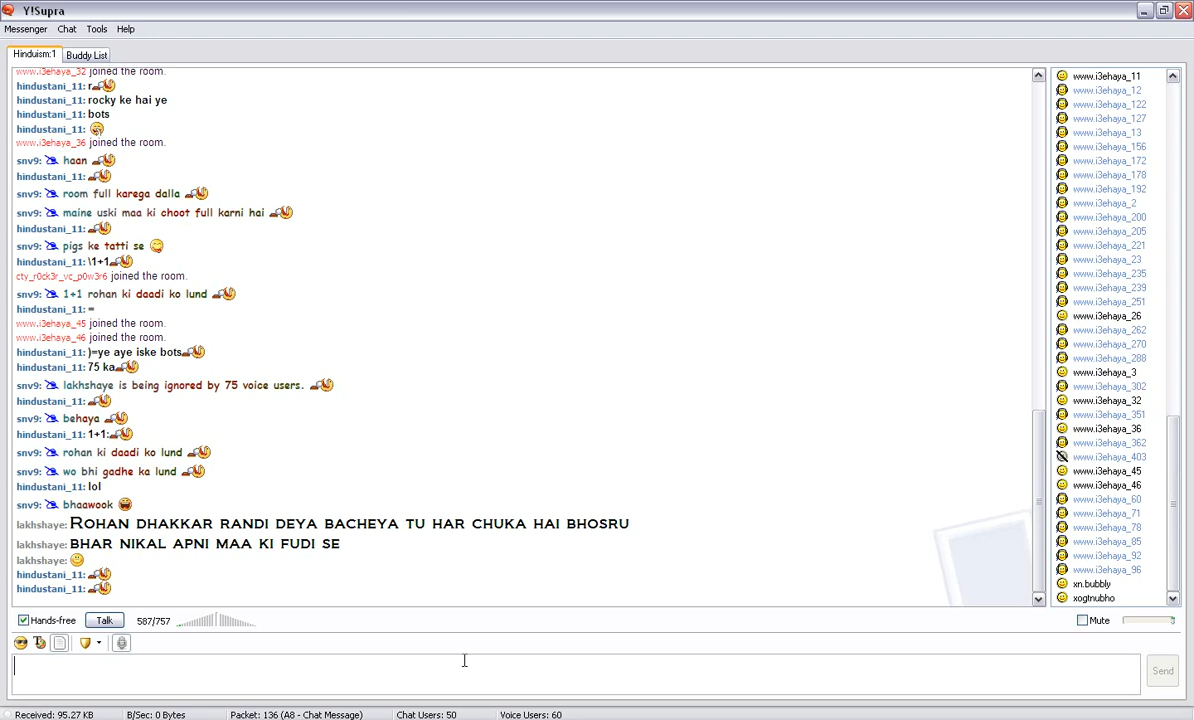 Y!Supra
Messenger Chat Tools Help
Hinduism:1 Buddy List
www.i3ehaya_32 joined the room.
hindustani_11: r
hindustani_11: rocky ke hai ye
hindustani_11: bots
hindustani_11:
www.i3ehaya_36 joined the room.
snv9: haan
hindustani_11:
snv9: room full karega dalla
snv9: maine uski maa ki choot full karni hai
hindustani_11:
snv9: pigs ke tatti se
hindustani_11: \1+1
cty_r0ck3r_vc_p0w3r6 joined the room.
snv9: 1+1 rohan ki daadi ko lund
hindustani_11: =
www.i3ehaya_45 joined the room.
www.i3ehaya_46 joined the room.
hindustani_11: )=ye aye iske bots
hindustani_11: 75 ka
snv9: lakhshaye is being ignored by 75 voice users.
hindustani_11:
snv9: behaya
hindustani_11: 1+1:
snv9: rohan ki daadi ko lund
snv9: wo bhi gadhe ka lund
hindustani_11: lol
snv9: bhaawook
lakhshaye: ROHAN DHAKKAR RANDI DEYA BACHEYA TU HAR CHUKA HAI BHOSRU
lakhshaye: BHAR NIKAL APNI MAA KI FUDI SE
lakhshaye:
hindustani_11:
hindustani_11:
www.i3ehaya_11
www.i3ehaya_12
www.i3ehaya_122
www.i3ehaya_127
www.i3ehaya_13
www.i3ehaya_156
www.i3ehaya_172
www.i3ehaya_178
www.i3ehaya_192
www.i3ehaya_2
www.i3ehaya_200
www.i3ehaya_205
www.i3ehaya_221
www.i3ehaya_23
www.i3ehaya_235
www.i3ehaya_239
www.i3ehaya_251
www.i3ehaya_26
www.i3ehaya_262
www.i3ehaya_270
www.i3ehaya_288
www.i3ehaya_3
www.i3ehaya_302
www.i3ehaya_32
www.i3ehaya_351
www.i3ehaya_36
www.i3ehaya_362
www.i3ehaya_403
www.i3ehaya_45
www.i3ehaya_46
www.i3ehaya_60
www.i3ehaya_71
www.i3ehaya_78
www.i3ehaya_85
www.i3ehaya_92
www.i3ehaya_96
xn.bubbly
xogtnubho
Hands-free Talk 587/757 Mute
Send
Received: 95.27 KB B/Sec: 0 Bytes Packet: 136 (A8 - Chat Message) Chat Users: 50 Voice Users: 60